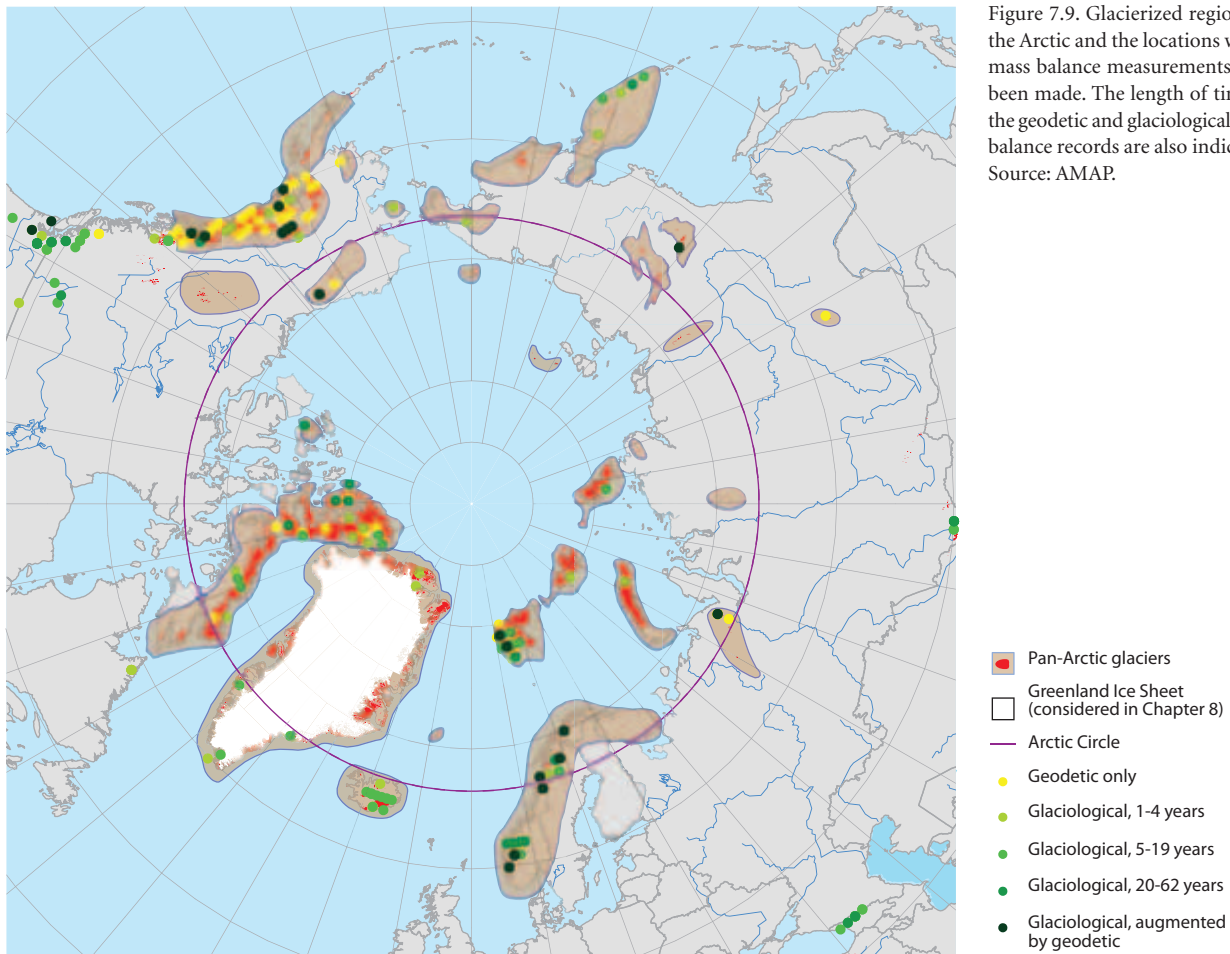 Figure 7.9. Glacierized regio
the Arctic and the locations
mass balance measurements
been made. The length of tin
the geodetic and glaciological
balance records are also indic
Source: AMAP.
Pan-Arctic glaciers
Greenland Ice Sheet
(considered in Chapter 8)
Arctic Circle
Geodetic only
Glaciological, 1-4 years
Glaciological, 5-19 years
Glaciological, 20-62 years
Glaciological, augmented
by geodetic